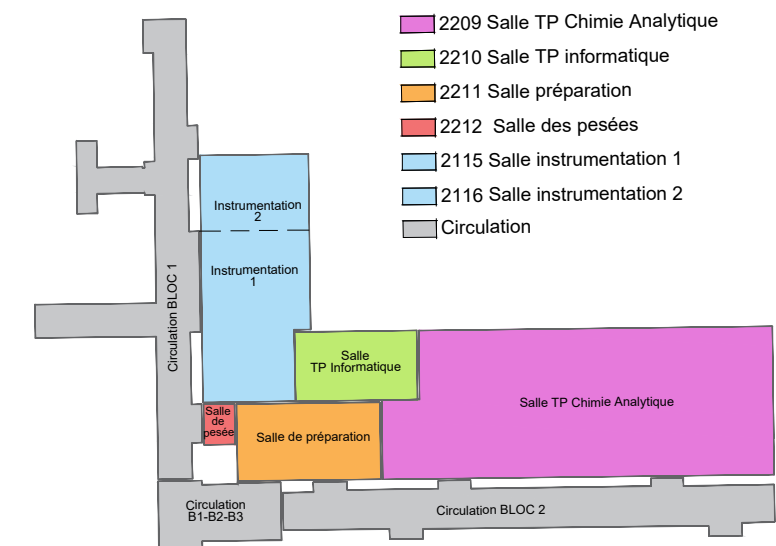 2209 Salle TP Chimie Analytique
2210 Salle TP informatique
2211 Salle préparation
2212 Salle des pesées
2115 Salle instrumentation 1
2116 Salle instrumentation 2
Circulation
Instrumentation
2
Instrumentation
1
Circulation BLOC 1
Salle
TP Informatique
Salle TP Chimie Analytique
Salle
de
pesée
Salle de préparation
Circulation
B1-B2-B3
Circulation BLOC 2